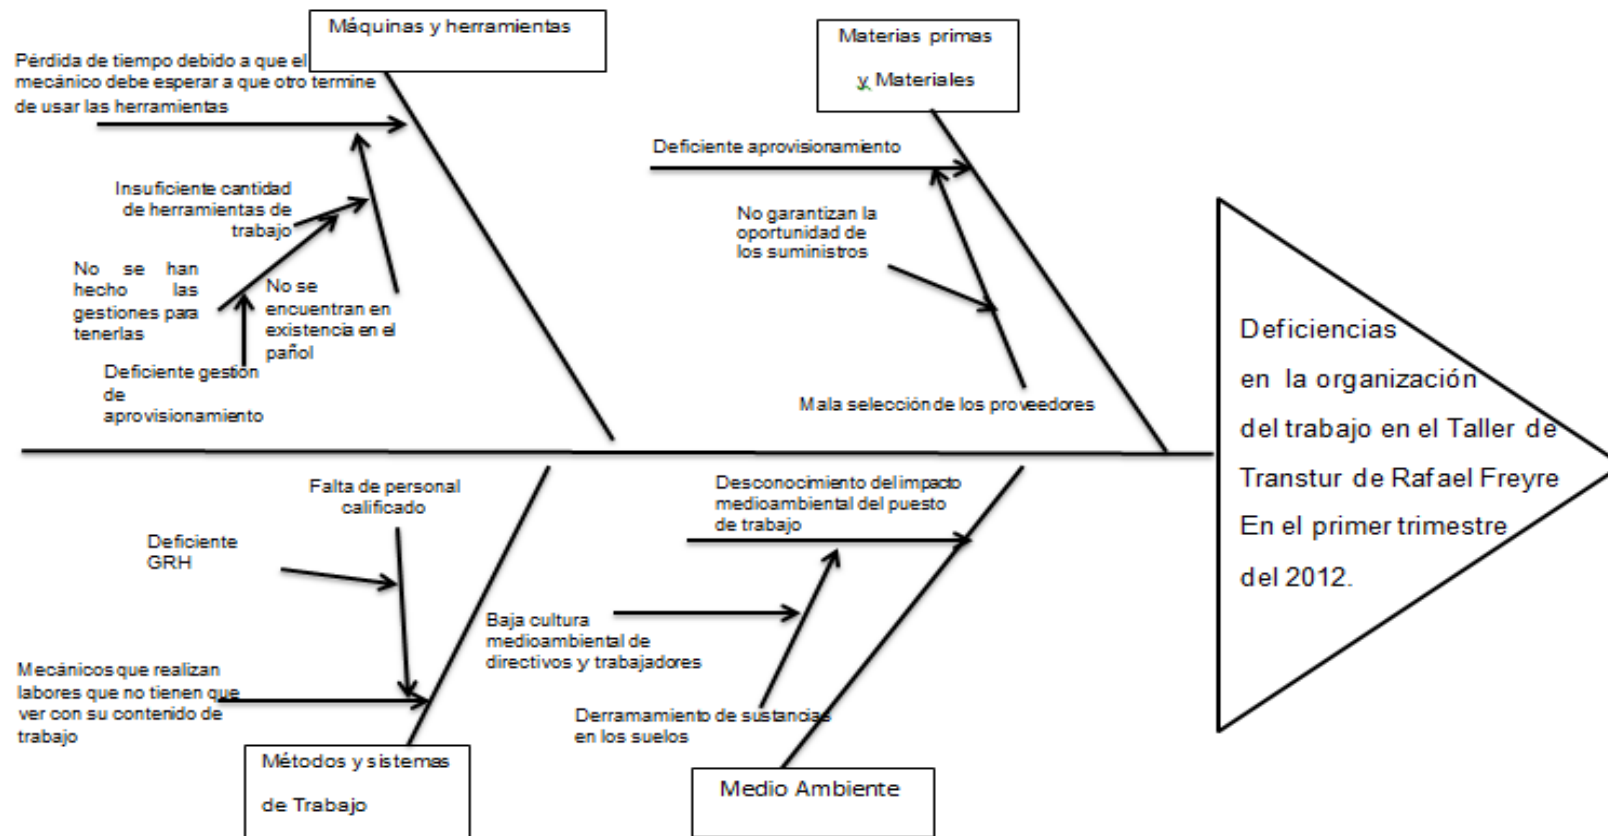 Máquinas y herramientas
Pérdida de tiempo debido a que el
mecánico debe esperar a que otro termine
de usar las herramientas
Insuficiente cantidad
de herramientas de
trabajo
No se han
hecho las
gestiones para
tenerlas
No se
encuentran en
existencia en el
pañol
Deficiente gestión
de
aprovisionamiento
Materias primas
y Materiales
Deficiente aprovisionamiento
No garantizan la
oportunidad de
los suministros
Mala selección de los proveedores
Deficiencias
en la organización
del trabajo en el Taller de
Transtur de Rafael Freyre
En el primer trimestre
del 2012.
Falta de personal
calificado
Deficiente
GRH
Mecánicos que realizan
labores que no tienen que
ver con su contenido de
trabajo
Métodos y sistemas
de Trabajo
Desconocimiento del impacto
medioambiental del puesto
de trabajo
Baja cultura
medioambiental de
directivos y trabajadores
Derramamiento de sustancias
en los suelos
Medio Ambiente